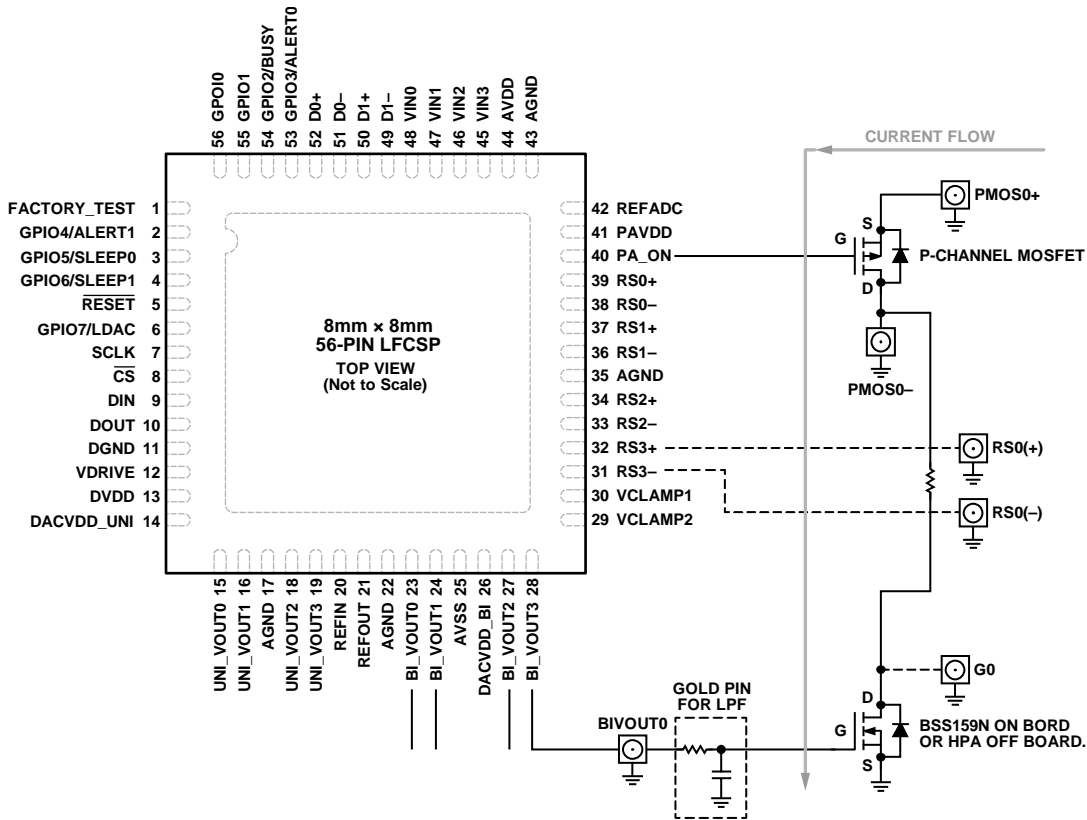 56 GPOI0
55 GPIO1
54 GPIO2/BUSY
53 GPIO3/ALERT0
52 D0+
51 D0–
50 D1+
49 D1–
48 VIN0
47 VIN1
46 VIN2
45 VIN3
44 AVDD
43 AGND
CURRENT FLOW
FACTORY_TEST 1
GPIO4/ALERT1 2
GPIO5/SLEEP0 3
GPIO6/SLEEP1 4
RESET 5
GPIO7/LDAC 6
SCLK 7
CS 8
DIN 9
DOUT 10
DGND 11
VDRIVE 12
DVDD 13
DACVDD_UNI 14
8mm × 8mm
56-PIN LFCSP
TOP VIEW
(Not to Scale)
42 REFADC
41 PAVDD
40 PA_ON
39 RS0+
38 RS0–
37 RS1+
36 RS1–
35 AGND
34 RS2+
33 RS2–
32 RS3+
31 RS3–
30 VCLAMP1
29 VCLAMP2
PMOS0+
S
G
D
P-CHANNEL MOSFET
PMOS0–
RS0(+)
RS0(–)
UNI_VOUT0 15
UNI_VOUT1 16
AGND 17
UNI_VOUT2 18
UNI_VOUT3 19
REFIN 20
REFOUT 21
AGND 22
BI_VOUT0 23
BI_VOUT1 24
AVSS 25
DACVDD_BI 26
BI_VOUT2 27
BI_VOUT3 28
G0
BIVOUT0
GOLD PIN
FOR LPF
D
G
S
BSS159N ON BORD
OR HPA OFF BOARD.